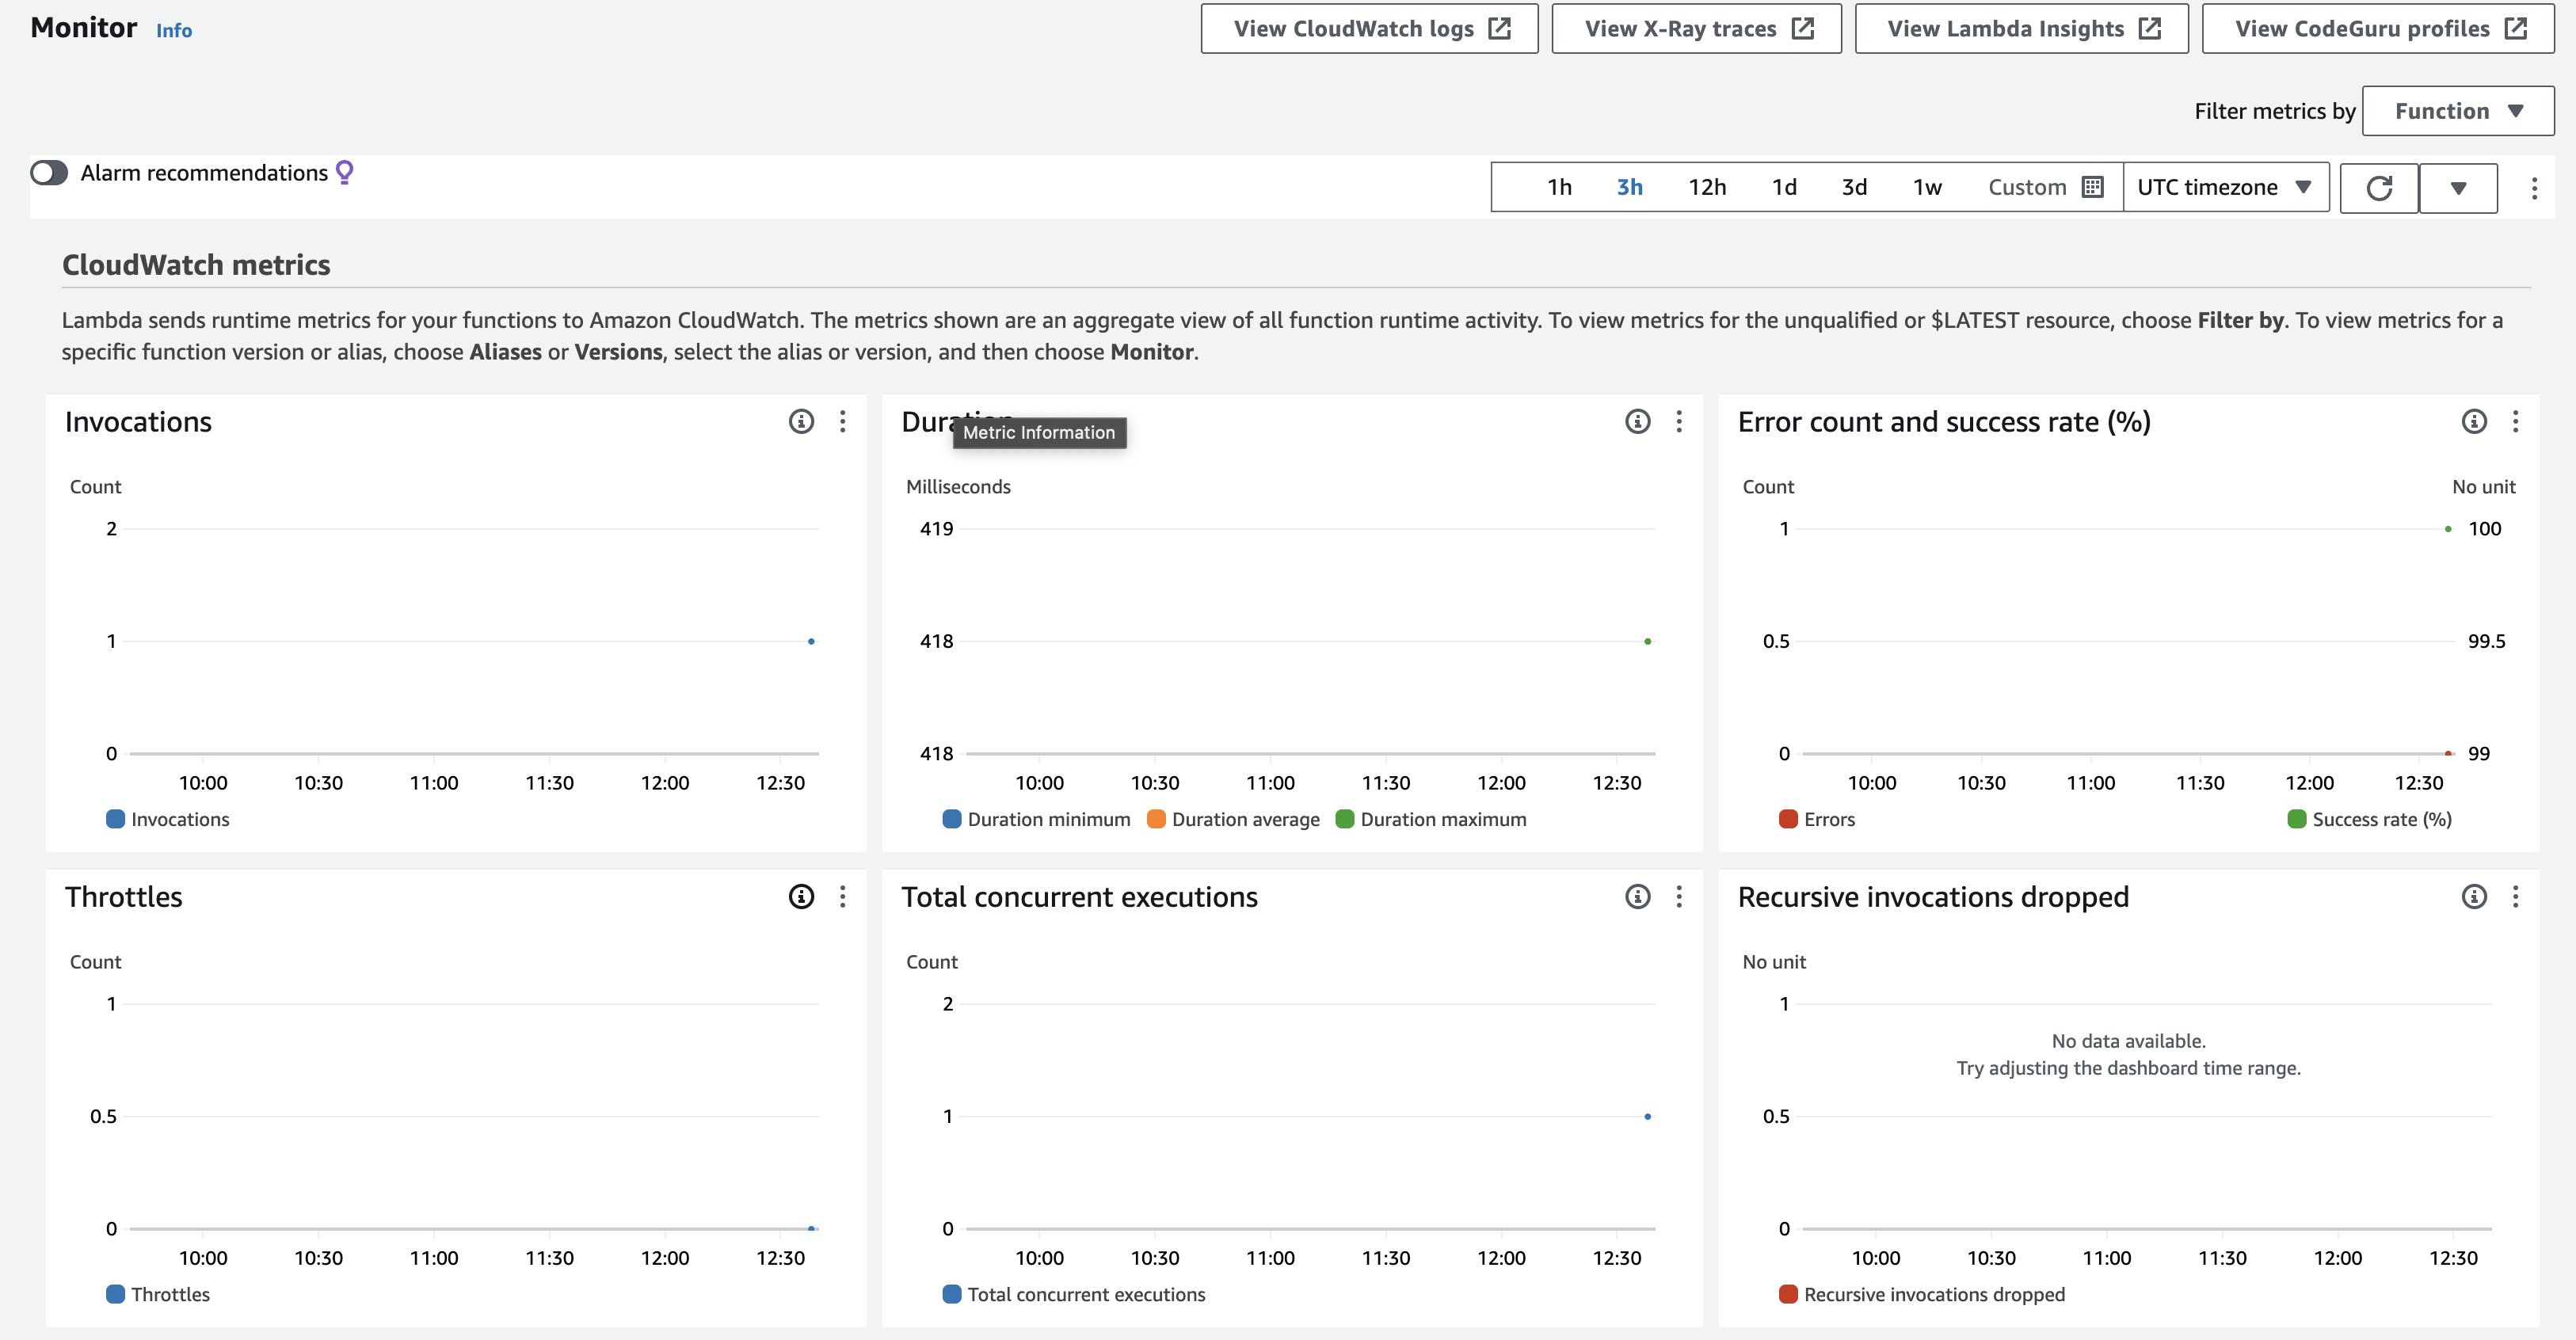 Monitor Info
View CloudWatch logs
View X-Ray traces
View Lambda Insights
View CodeGuru profiles
Filter metrics by
Function
Alarm recommendations
1h 3h 12h 1d 3d 1w Custom
UTC timezone
CloudWatch metrics
Lambda sends runtime metrics for your functions to Amazon CloudWatch. The metrics shown are an aggregate view of all function runtime activity. To view metrics for the unqualified or $LATEST resource, choose Filter by. To view metrics for a
specific function version or alias, choose Aliases or Versions, select the alias or version, and then choose Monitor.
Invocations
Count
2
1
0
10:00 10:30 11:00 11:30 12:00 12:30
Invocations
Duration
Metric Information
Milliseconds
419
418
418
10:00 10:30 11:00 11:30 12:00 12:30
Duration minimum Duration average Duration maximum
Error count and success rate (%)
Count No unit
1 100
0.5 99.5
0 99
10:00 10:30 11:00 11:30 12:00 12:30
Errors Success rate (%)
Throttles
Count
1
0.5
0
10:00 10:30 11:00 11:30 12:00 12:30
Throttles
Total concurrent executions
Count
2
1
0
10:00 10:30 11:00 11:30 12:00 12:30
Total concurrent executions
Recursive invocations dropped
No unit
1
No data available.
Try adjusting the dashboard time range.
0.5
0
10:00 10:30 11:00 11:30 12:00 12:30
Recursive invocations dropped